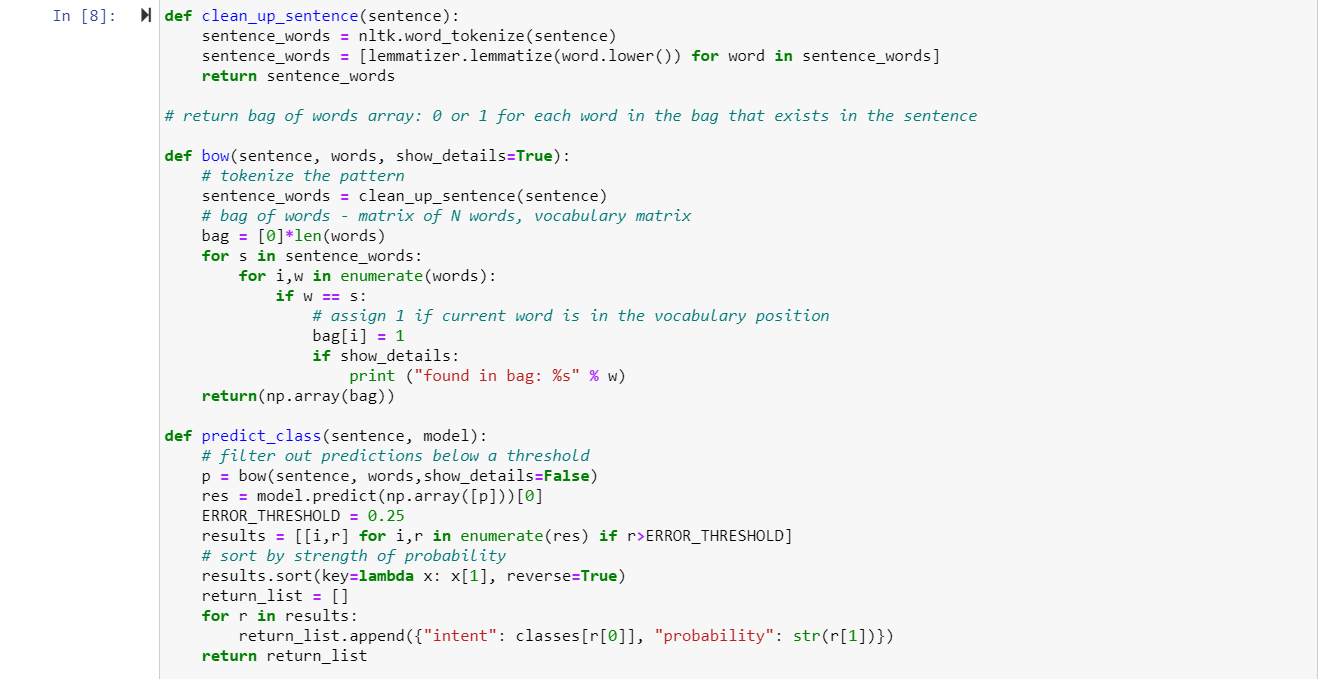 In [8]:
def clean_up_sentence(sentence):
    sentence_words = nltk.word_tokenize(sentence)
    sentence_words = [lemmatizer.lemmatize(word.lower()) for word in sentence_words]
    return sentence_words

# return bag of words array: 0 or 1 for each word in the bag that exists in the sentence

def bow(sentence, words, show_details=True):
    # tokenize the pattern
    sentence_words = clean_up_sentence(sentence)
    # bag of words - matrix of N words, vocabulary matrix
    bag = [0]*len(words)
    for s in sentence_words:
        for i,w in enumerate(words):
            if w == s:
                # assign 1 if current word is in the vocabulary position
                bag[i] = 1
                if show_details:
                    print ("found in bag: %s" % w)
    return(np.array(bag))

def predict_class(sentence, model):
    # filter out predictions below a threshold
    p = bow(sentence, words,show_details=False)
    res = model.predict(np.array([p]))[0]
    ERROR_THRESHOLD = 0.25
    results = [[i,r] for i,r in enumerate(res) if r>ERROR_THRESHOLD]
    # sort by strength of probability
    results.sort(key=lambda x: x[1], reverse=True)
    return_list = []
    for r in results:
        return_list.append({"intent": classes[r[0]], "probability": str(r[1])})
    return return_list